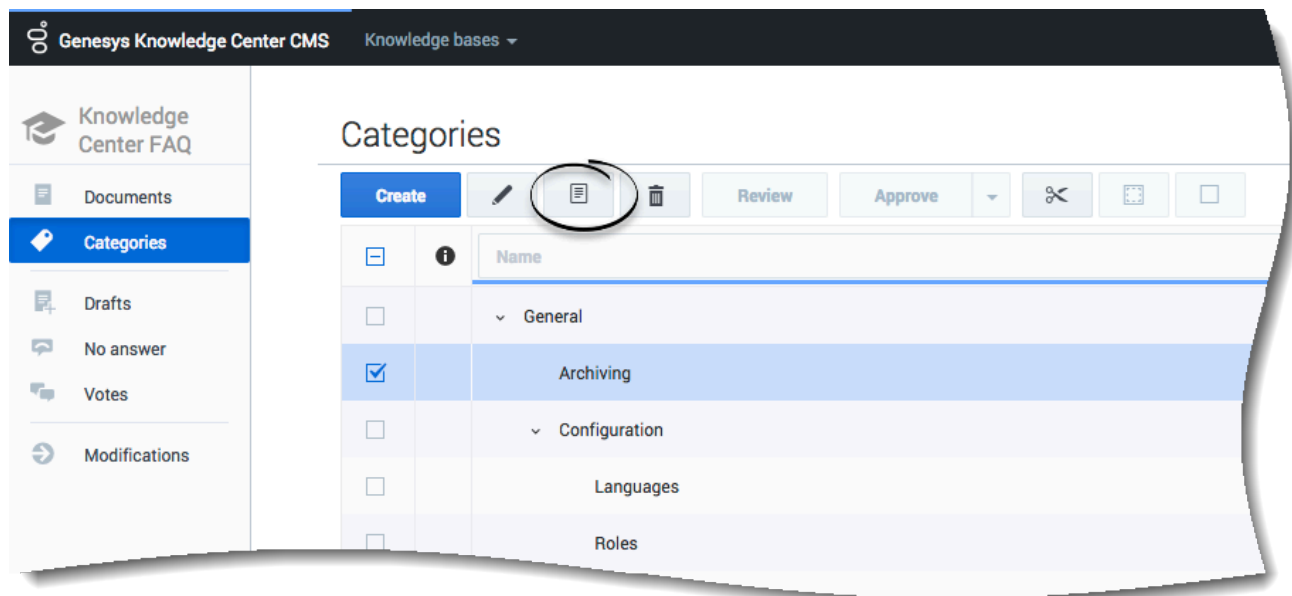 Genesys Knowledge Center CMS
Knowledge bases
Knowledge
Center FAQ
Documents
Categories
Drafts
No answer
Votes
Modifications
Categories
Create
Review
Approve
Name
General
Archiving
Configuration
Languages
Roles